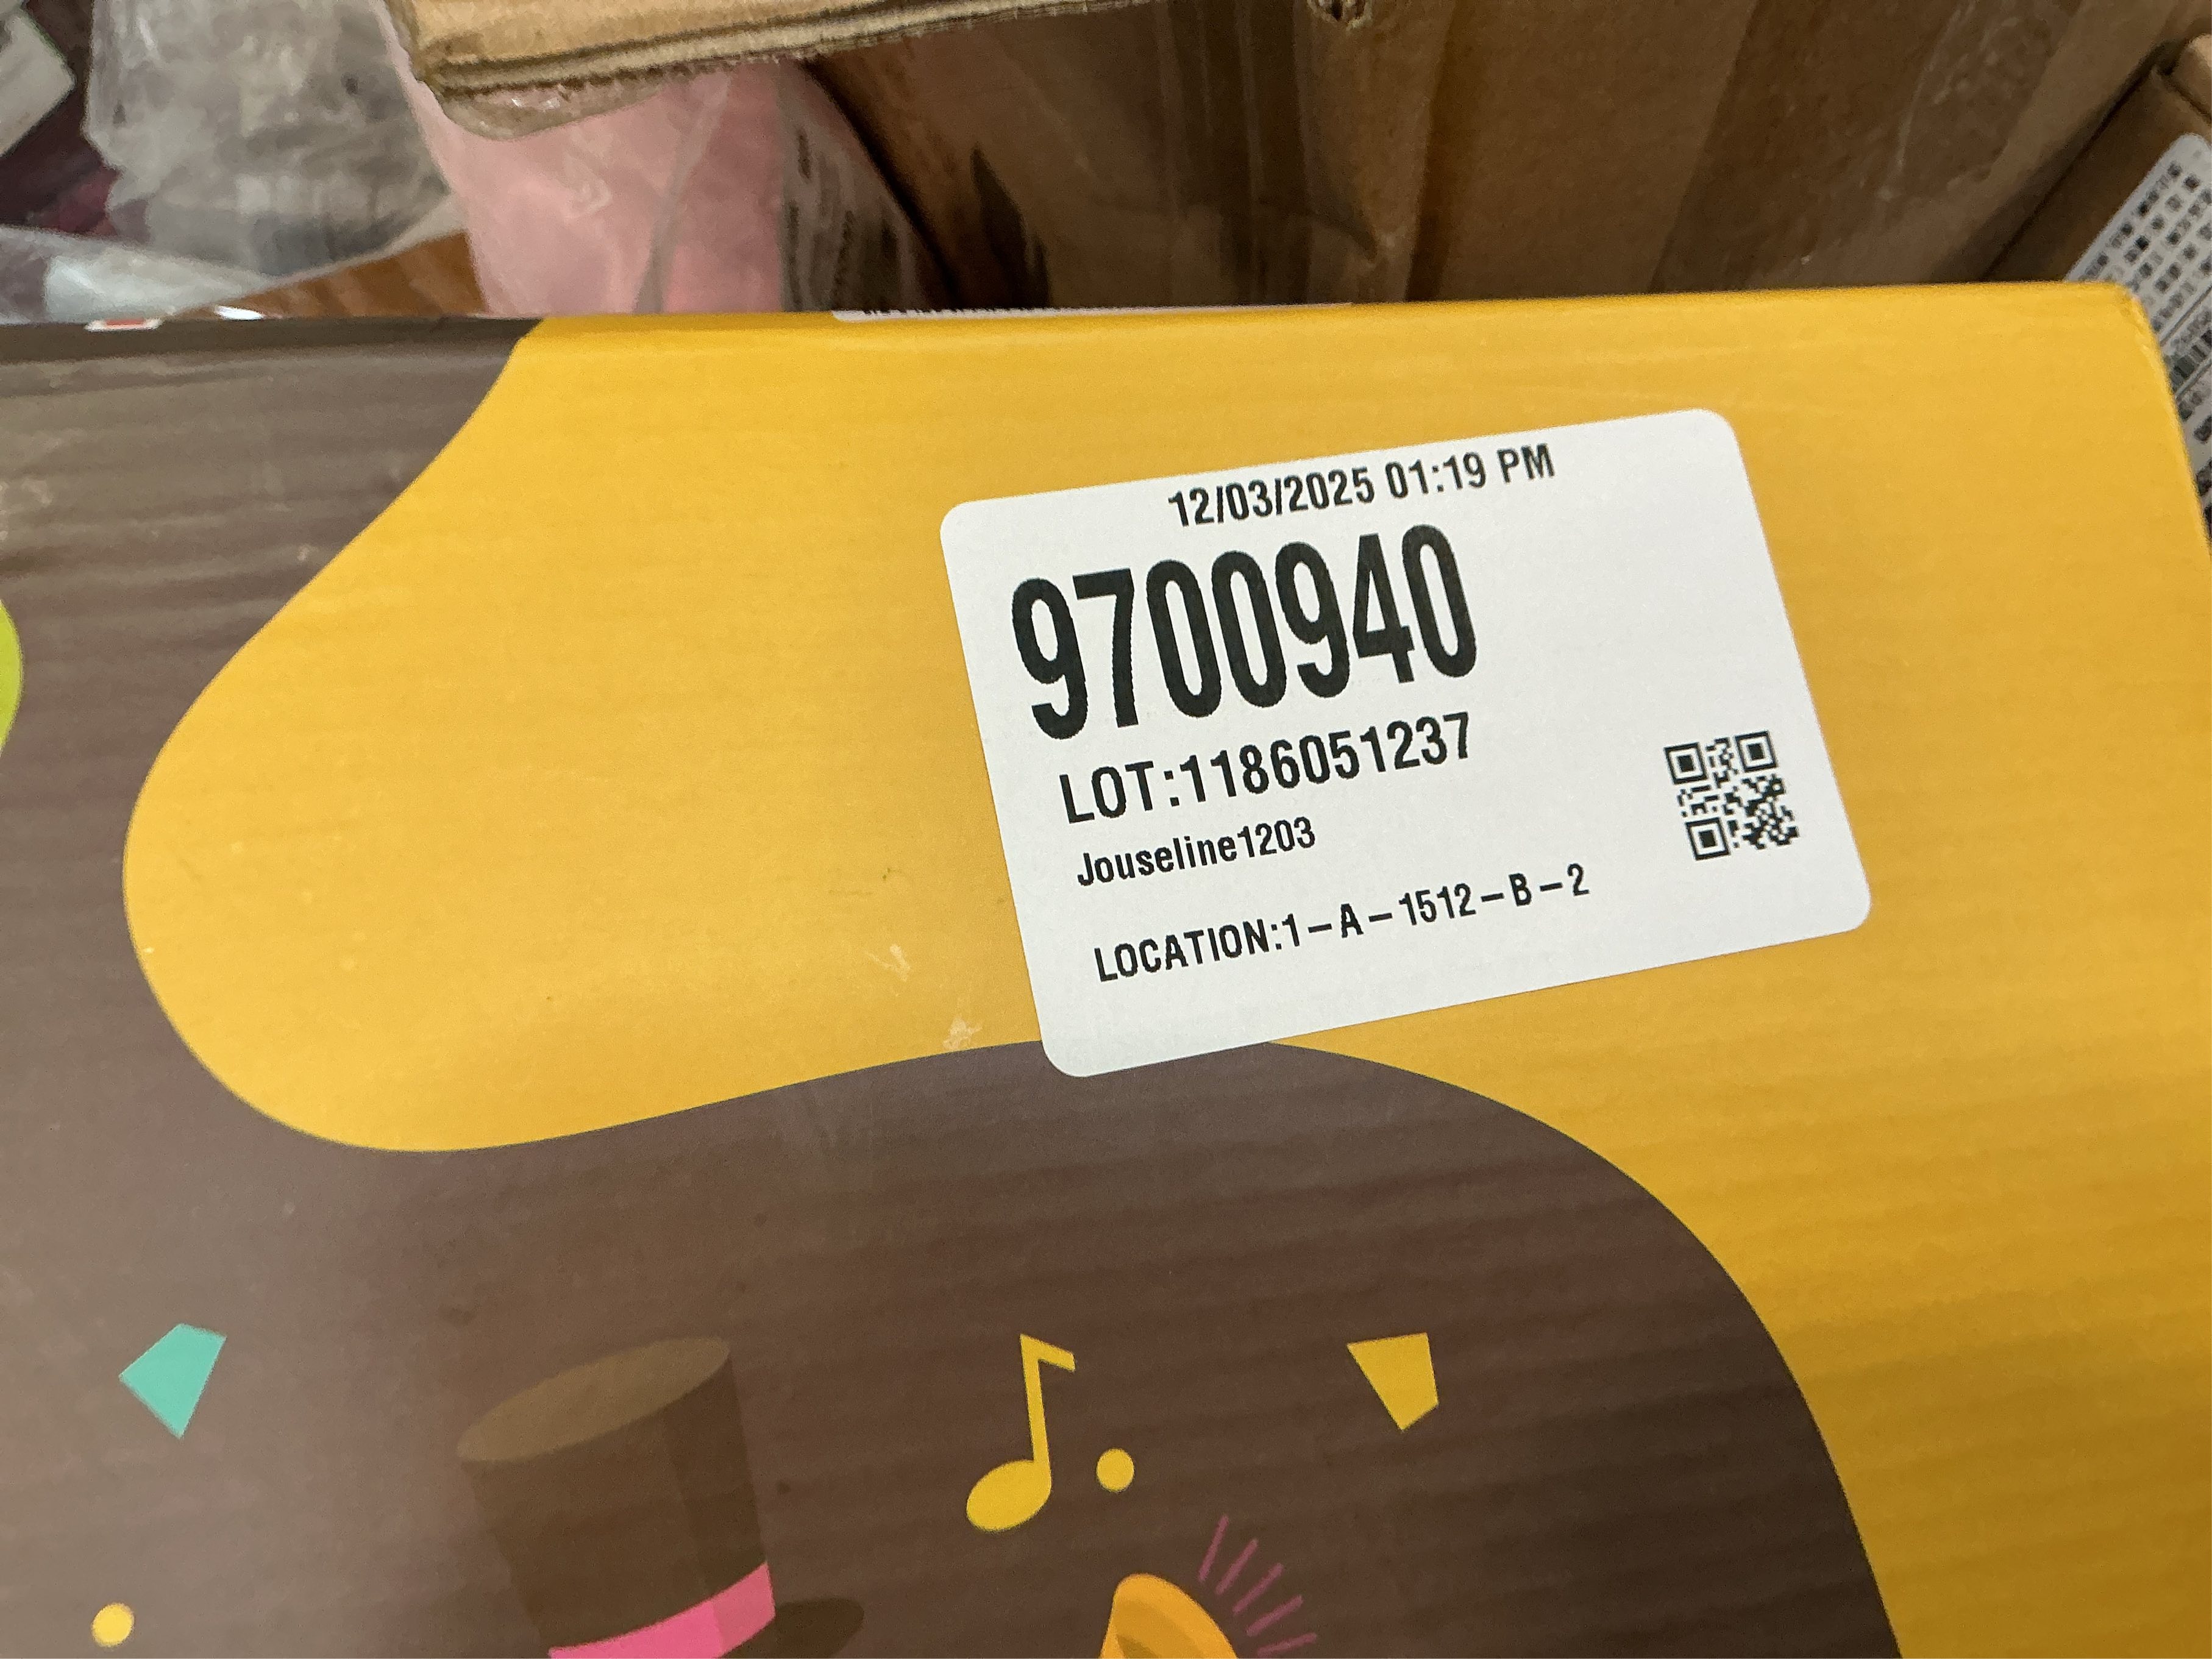 12/03/2025 01:19 PM
9700940
LOT:1186051237
Jouseline1203
LOCATION:1-A-1512-B-2